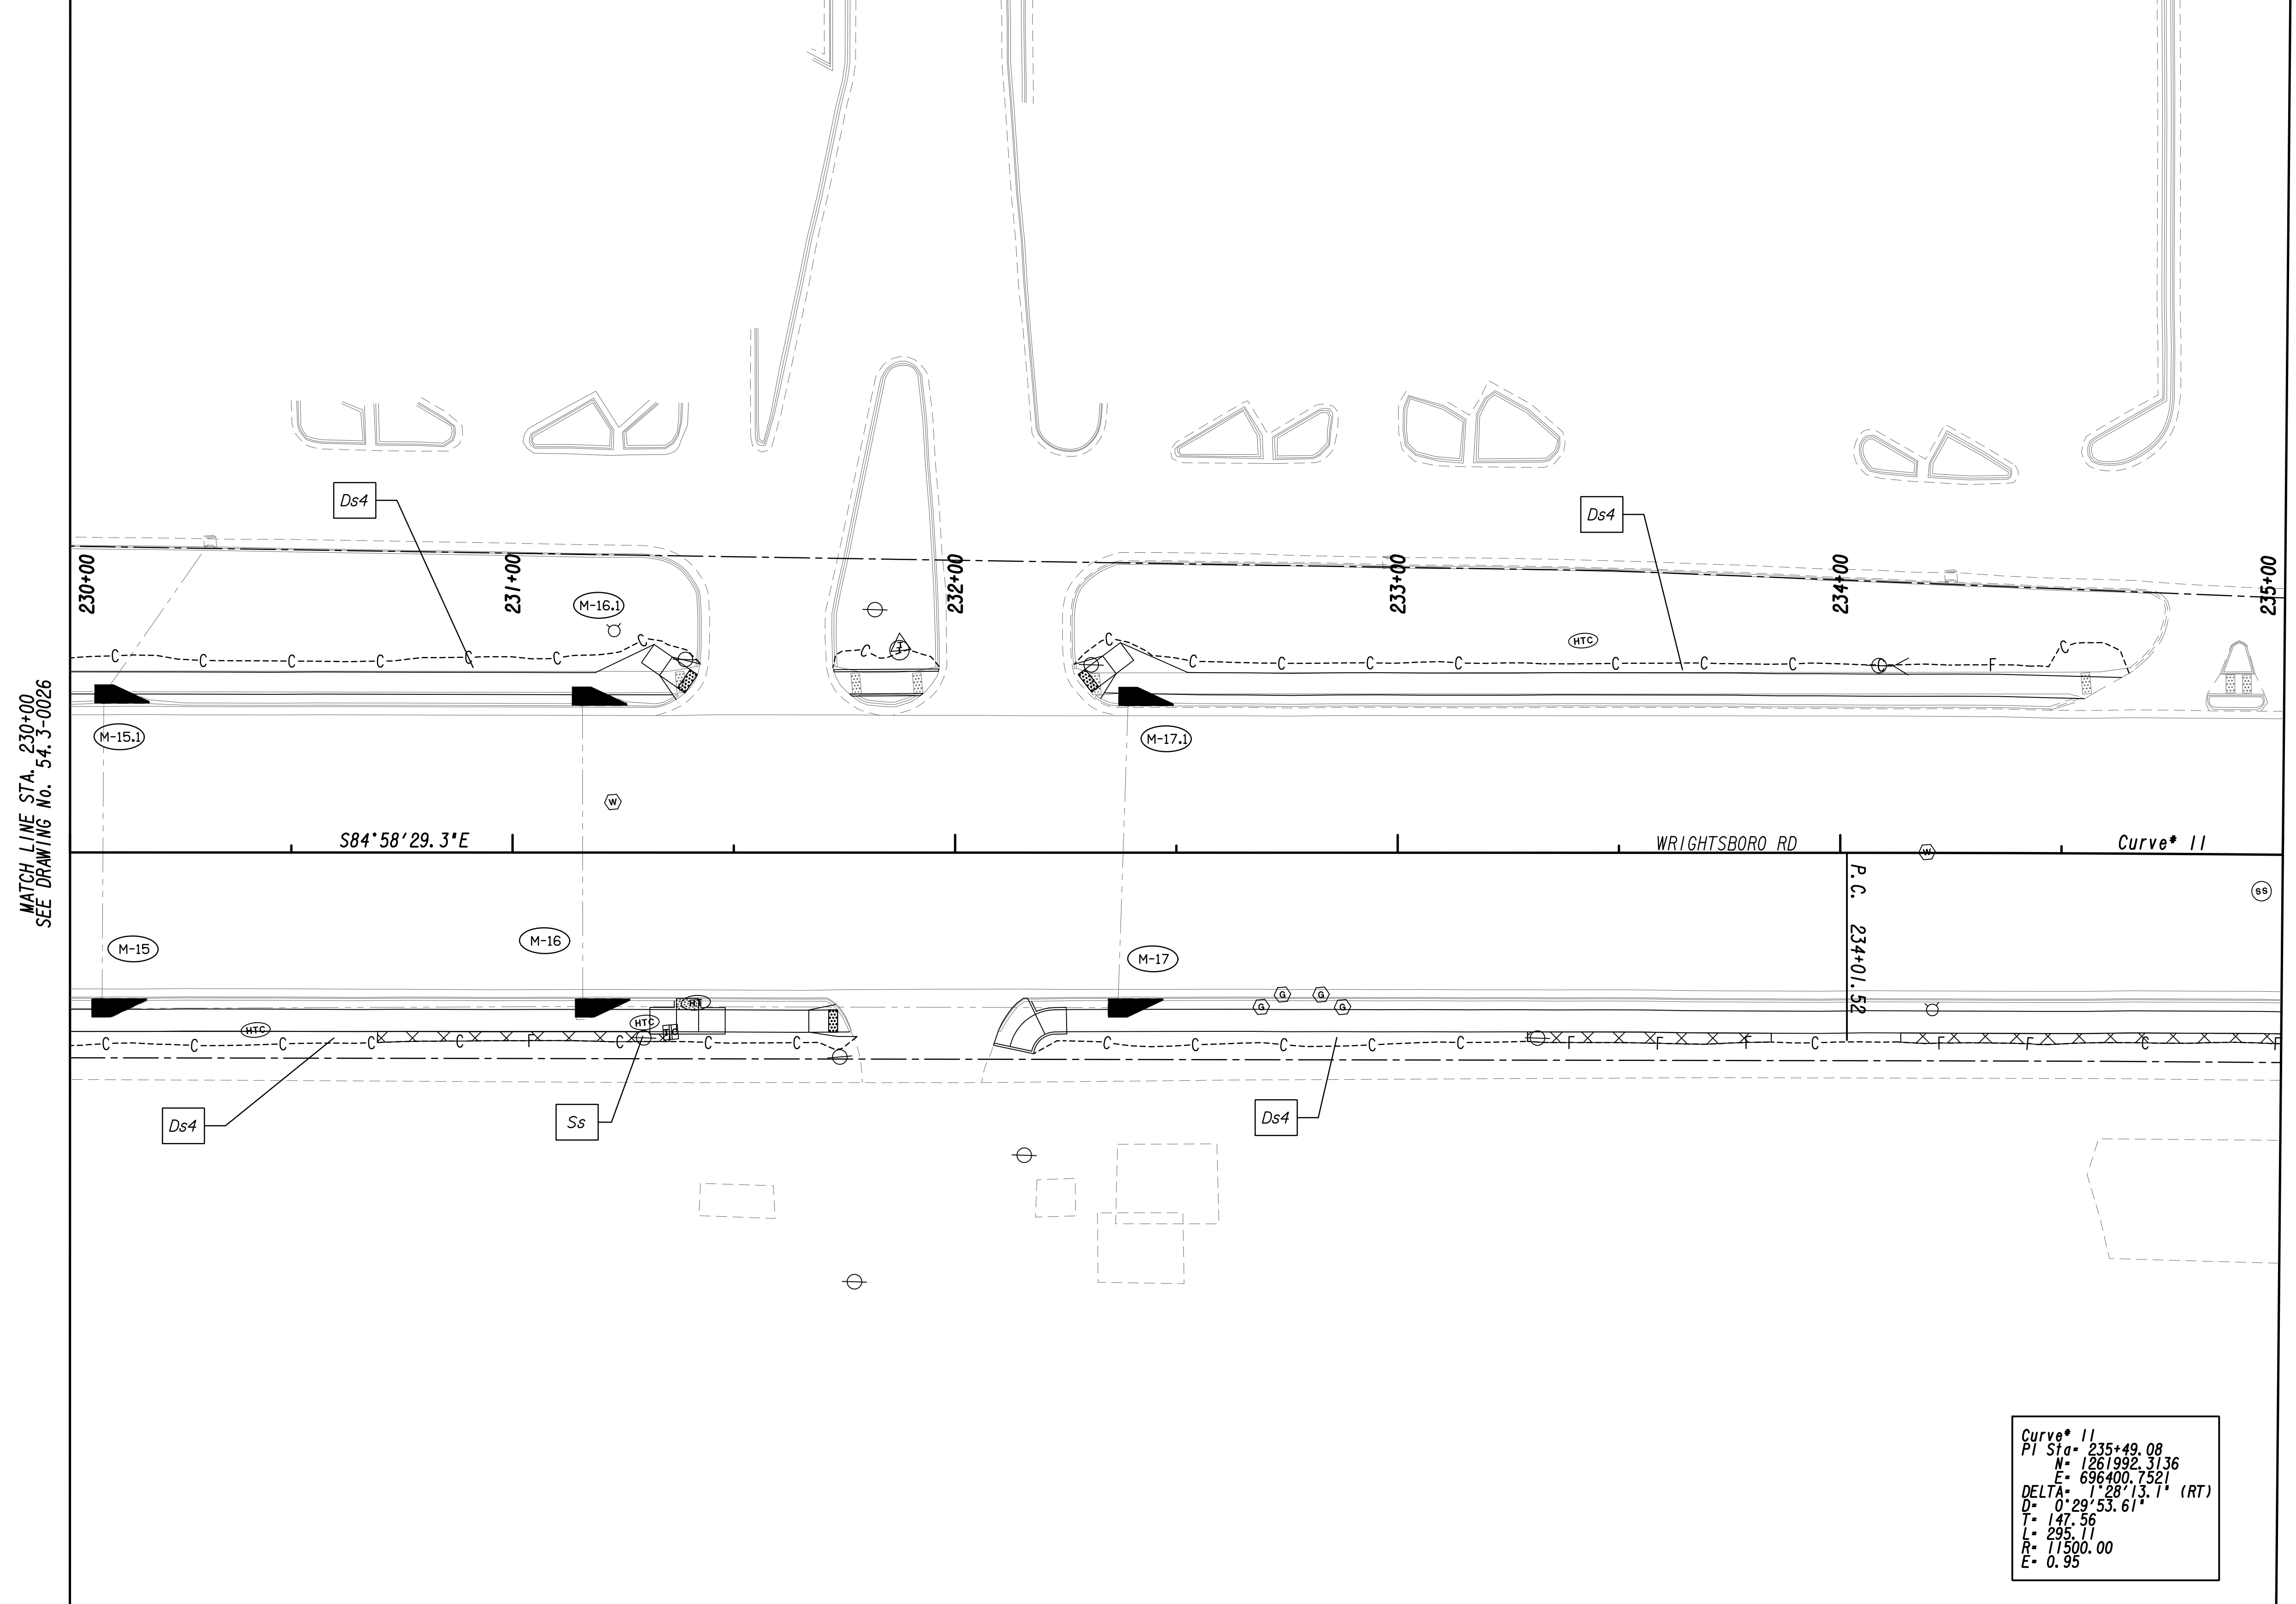 Ds4
Ds4
230+00
231+00
232+00
233+00
234+00
235+00
M-16.1
HTC
C C C C C C C
C
C C C C C C C C C F C
M-15.1
M-17.1
MATCH LINE STA. 230+00
SEE DRAWING No. 54.3-0026
W
S84°58'29.3"E
WRIGHTSBORO RD
W
Curve# 11
P.C. 234+01.52
SS
M-15
M-16
M-17
G G G G
HTC
HTC
C C C C C F C C C
C C C C C F F F C F F C F
Ds4
Ss
Ds4
Curve# 11
PI Sta= 235+49.08
N= 1261992.3136
E= 696400.7521
DELTA= 1°28'13.1" (RT)
D= 0°29'53.61"
T= 147.56
L= 295.11
R= 11500.00
E= 0.95